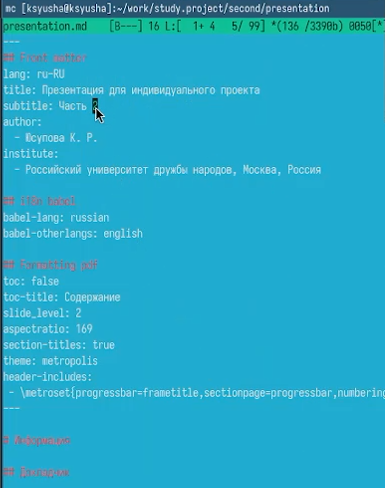 mc [ksyusha@ksyusha]:~/work/study.project/second/presentation
presentation.md [B---] 16 L:[ 1+ 4 5/ 99] *(136 /3390b) 0050[*
---
## Front matter
lang: ru-RU
title: Презентация для индивидуального проекта
subtitle: Часть
author:
- Юсупова К. Р.
institute:
- Российский университет дружбы народов, Москва, Россия
## i18n babel
babel-lang: russian
babel-otherlangs: english
## Formatting pdf
toc: false
toc-title: Содержание
slide_level: 2
aspectratio: 169
section-titles: true
theme: metropolis
header-includes:
- \metroset{progressbar=frametitle,sectionpage=progressbar,numbering
---
# Информация
## Докладчик